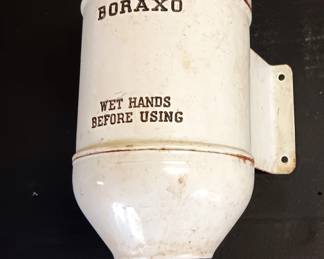 BORAXO
WET HANDS
BEFORE USING